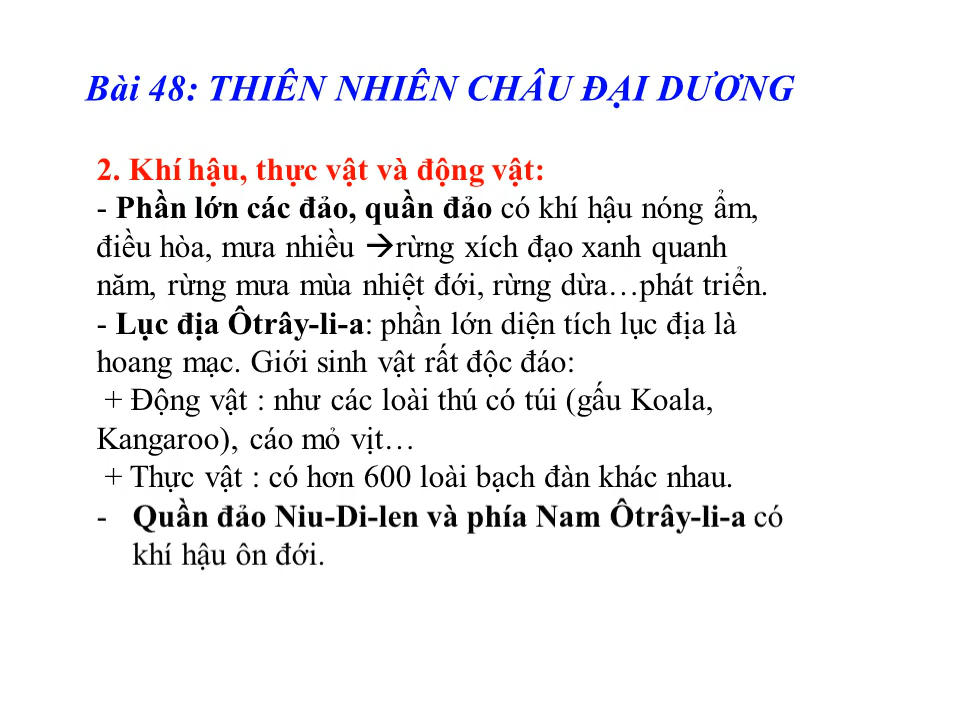 Bài 48: THIÊN NHIÊN CHÂU ĐẠI DƯƠNG
2. Khí hậu, thực vật và động vật:
- Phần lớn các đảo, quần đảo có khí hậu nóng ẩm,
điều hòa, mưa nhiều →rừng xích đạo xanh quanh
năm, rừng mưa mùa nhiệt đới, rừng dừa…phát triển.
- Lục địa Ôtrây-li-a: phần lớn diện tích lục địa là
hoang mạc. Giới sinh vật rất độc đáo:
+ Động vật : như các loài thú có túi (gấu Koala,
Kangaroo), cáo mỏ vịt…
+ Thực vật : có hơn 600 loài bạch đàn khác nhau.
- Quần đảo Niu-Di-len và phía Nam Ôtrây-li-a có
khí hậu ôn đới.